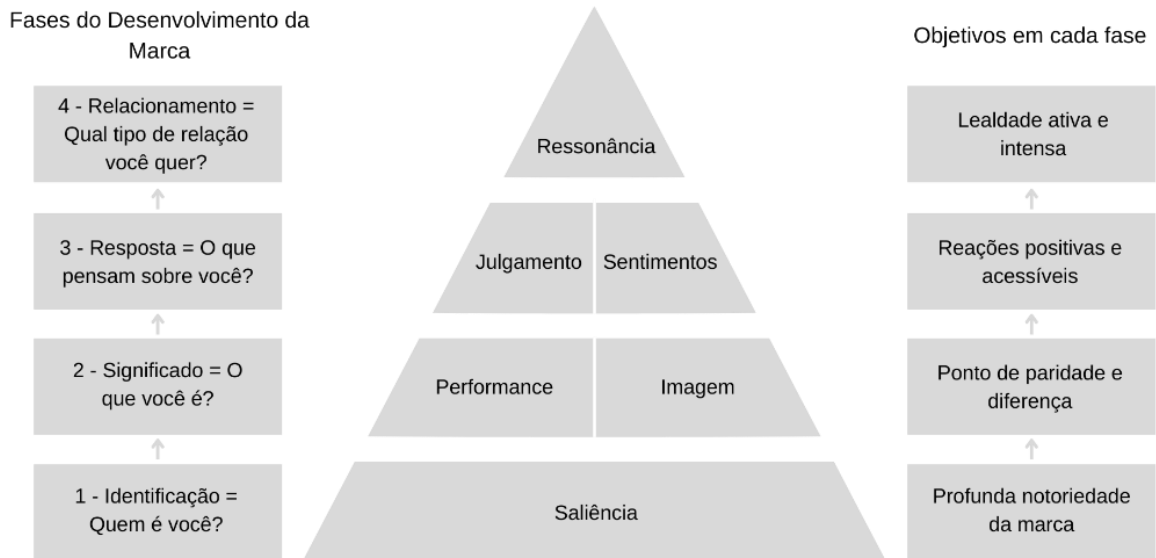 Fases do Desenvolvimento da
Marca
Objetivos em cada fase
4 - Relacionamento =
Qual tipo de relação
você quer?
Ressonância
Lealdade ativa e
intensa
3 - Resposta = O que
pensam sobre você?
Julgamento
Sentimentos
Reações positivas e
acessíveis
2 - Significado = O
que você é?
Performance
Imagem
Ponto de paridade e
diferença
1 - Identificação =
Quem é você?
Saliência
Profunda notoriedade
da marca